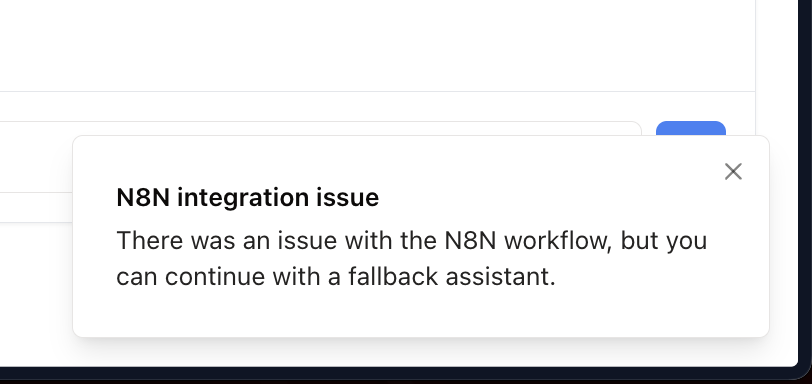 N8N integration issue
There was an issue with the N8N workflow, but you
can continue with a fallback assistant.